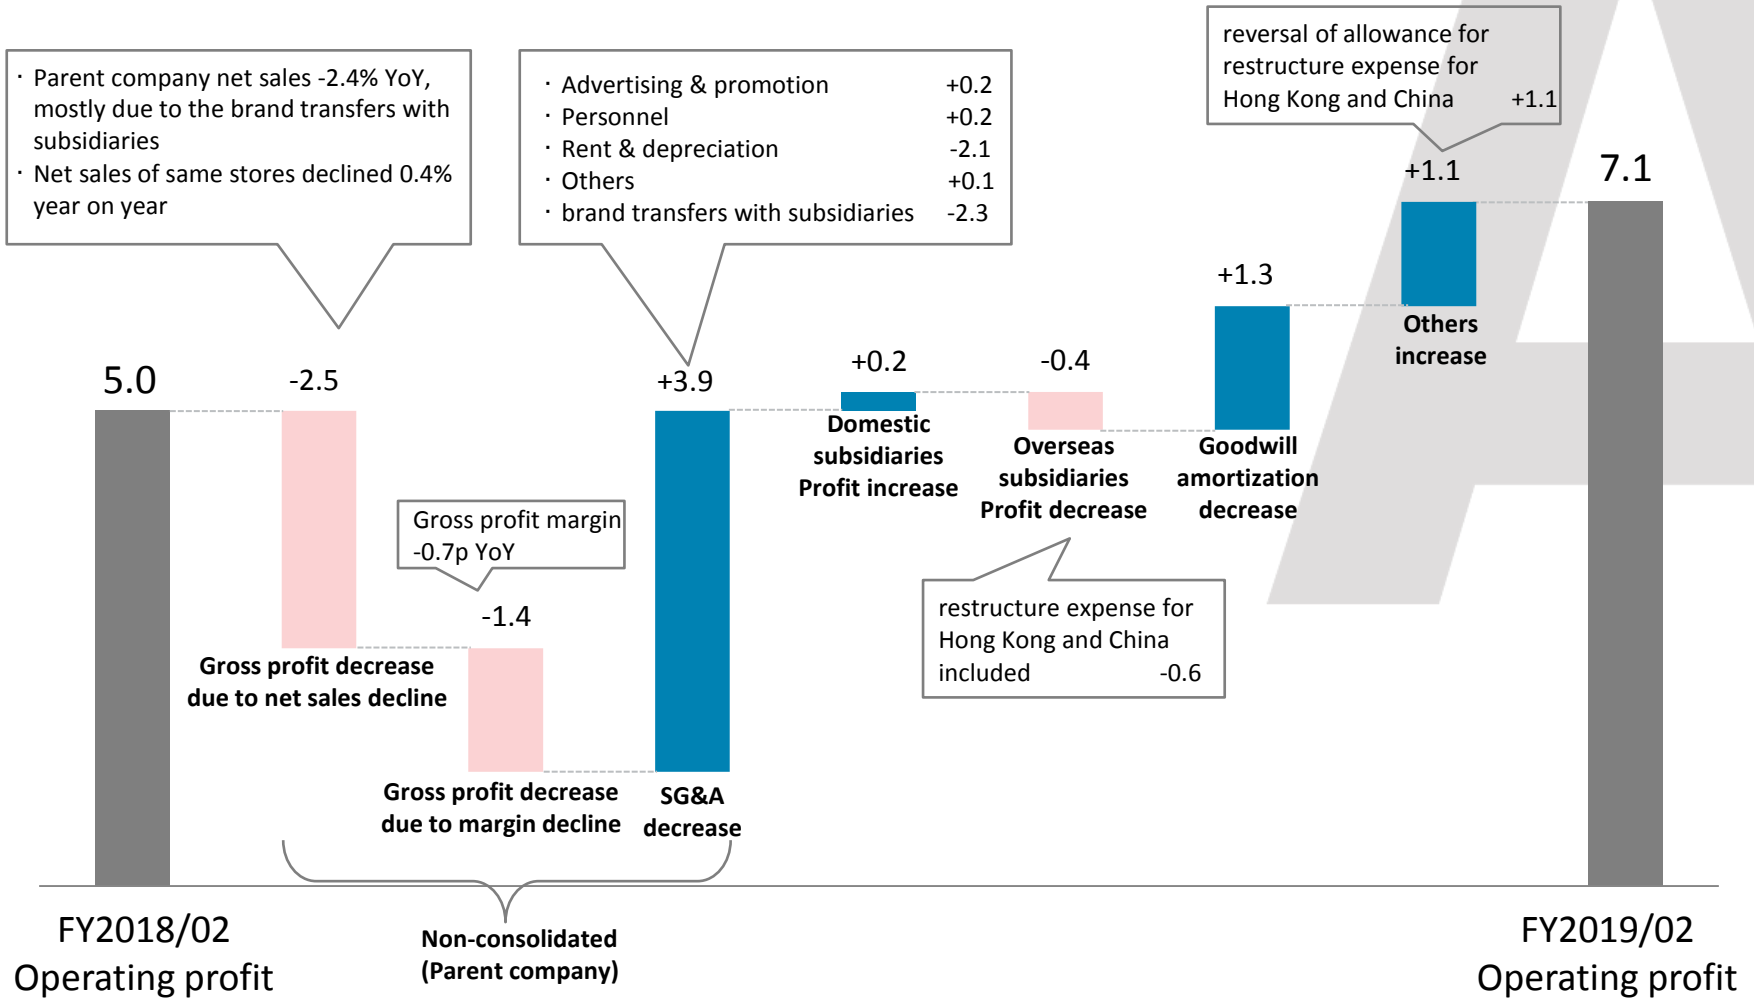 · Parent company net sales -2.4% YoY,
mostly due to the brand transfers with
subsidiaries
· Net sales of same stores declined 0.4%
year on year
· Advertising & promotion +0.2
· Personnel +0.2
· Rent & depreciation -2.1
· Others +0.1
· brand transfers with subsidiaries -2.3
reversal of allowance for
restructure expense for
Hong Kong and China +1.1
5.0
-2.5
Gross profit decrease
due to net sales decline
Gross profit margin
-0.7p YoY
-1.4
Gross profit decrease
due to margin decline
+3.9
SG&A
decrease
+0.2
Domestic
subsidiaries
Profit increase
-0.4
Overseas
subsidiaries
Profit decrease
restructure expense for
Hong Kong and China
included -0.6
+1.3
Goodwill
amortization
decrease
+1.1
Others
increase
7.1
FY2018/02
Operating profit
Non-consolidated
(Parent company)
FY2019/02
Operating profit